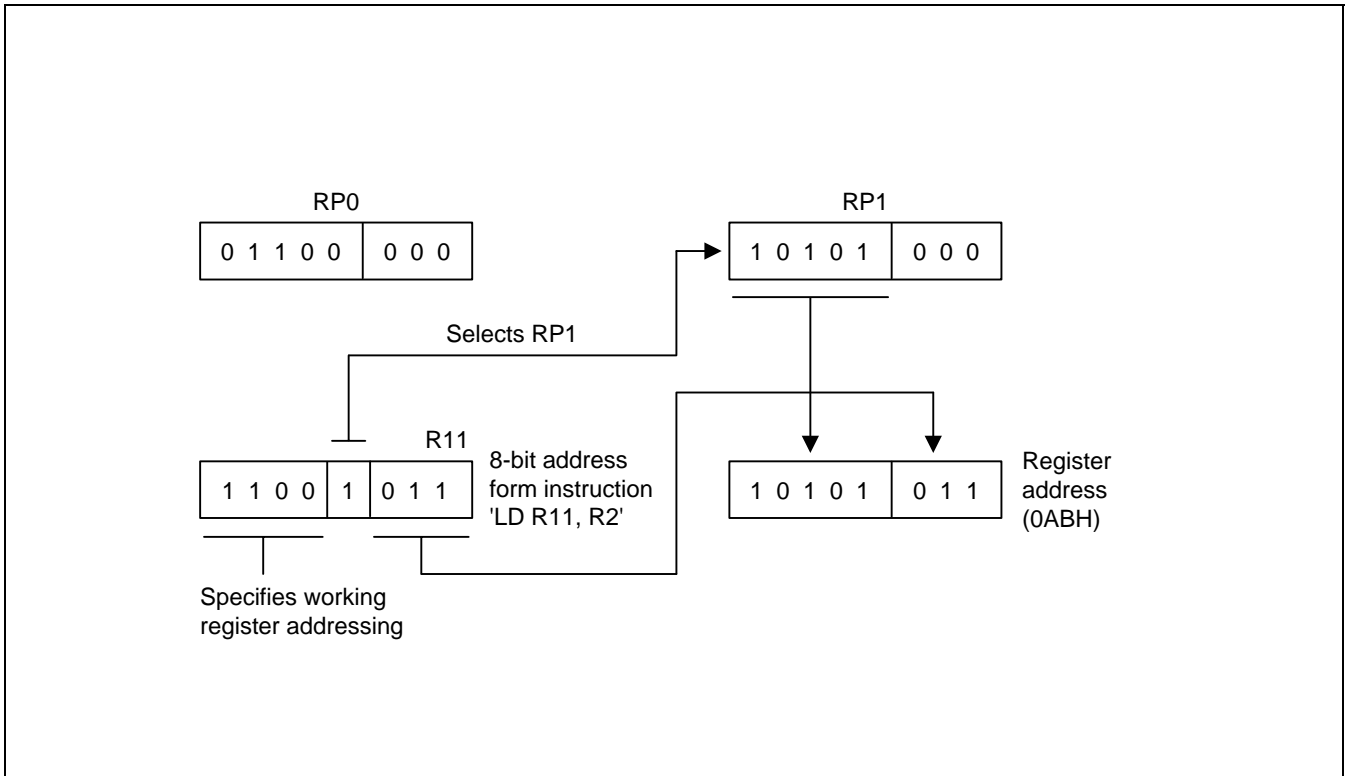 RP0
0 1 1 0 0 0 0 0
RP1
1 0 1 0 1 0 0 0
Selects RP1
R11
1 1 0 0 1 0 1 1
8-bit address
form instruction
'LD R11, R2'
1 0 1 0 1 0 1 1
Register
address
(0ABH)
Specifies working
register addressing